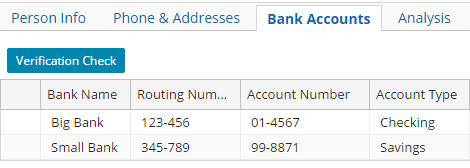 Person Info Phone & Addresses Bank Accounts Analysis
Verification Check
Bank Name Routing Num... Account Number Account Type
Big Bank 123-456 01-4567 Checking
Small Bank 345-789 99-8871 Savings